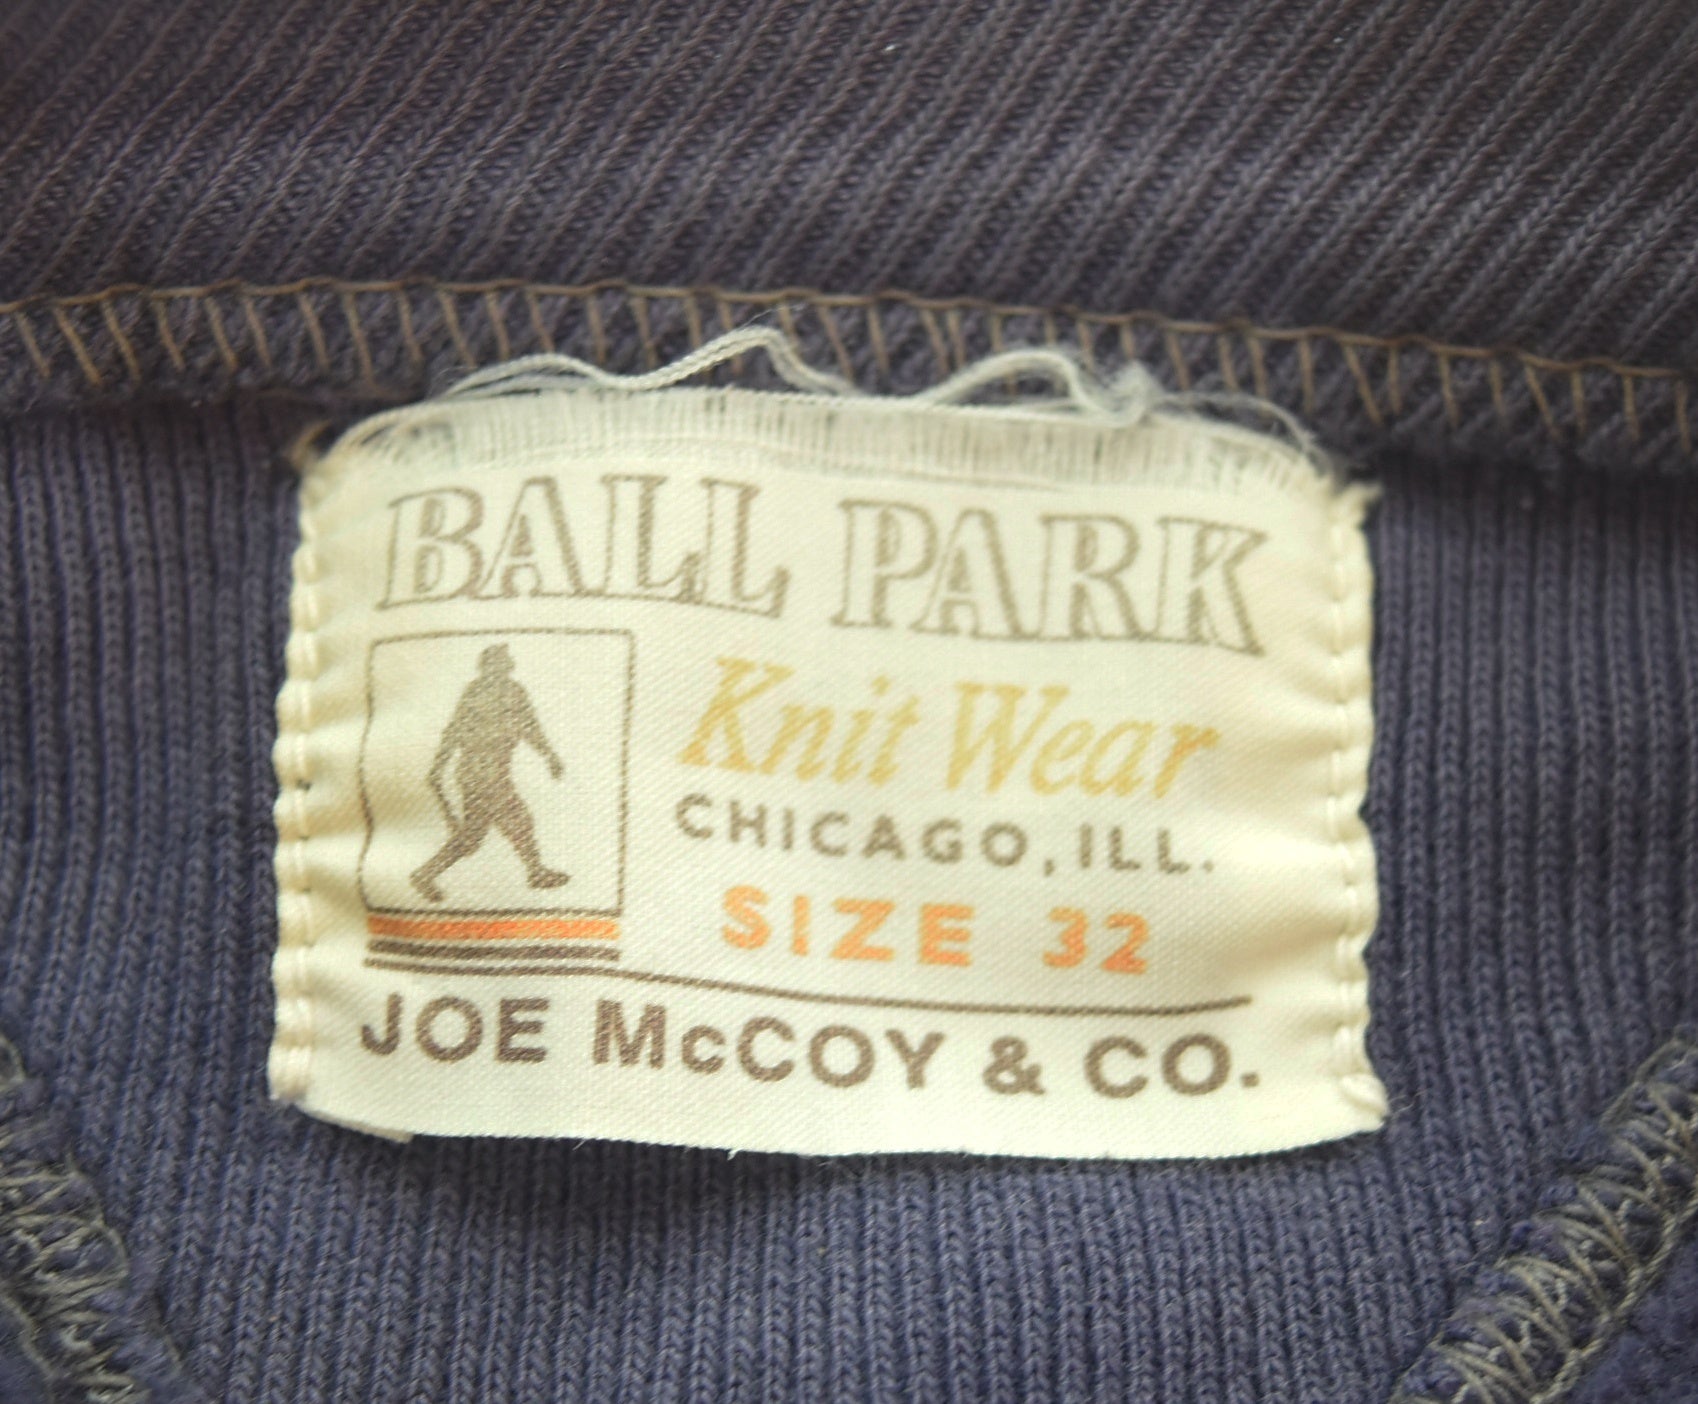 BALL PARK
Knit Wear
CHICAGO, ILL.
SIZE 32
JOE McCOY & CO.